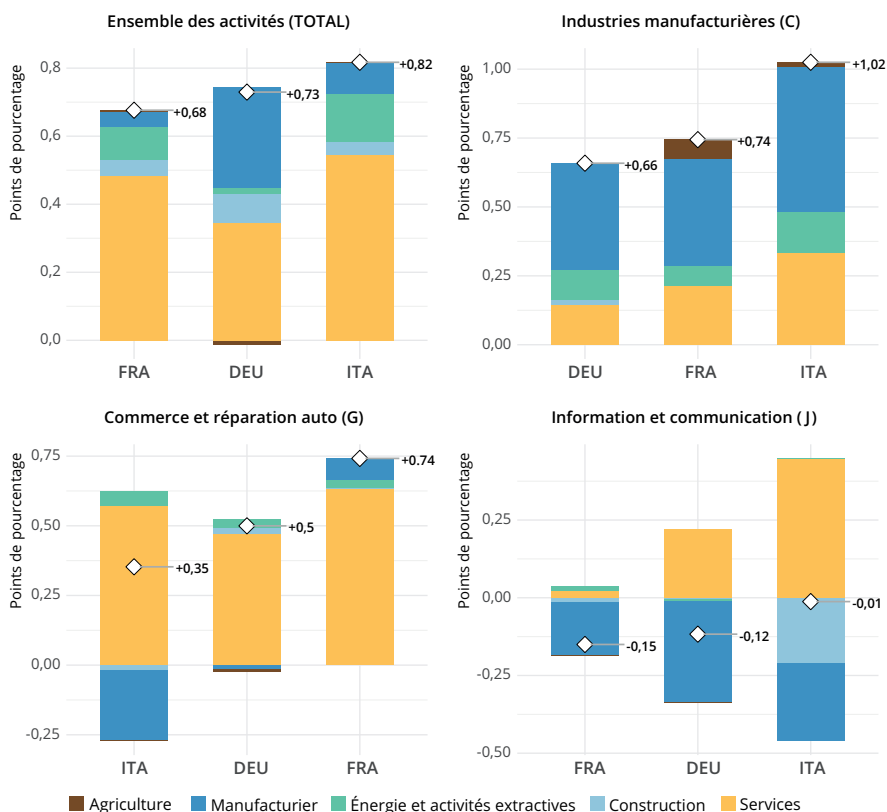 Ensemble des activités (TOTAL)
Points de pourcentage
0,8
0,6
0,4
0,2
0,0
+0,68
+0,73
+0,82
FRA DEU ITA
Industries manufacturières (C)
Points de pourcentage
1,00
0,75
0,50
0,25
0,00
+0,66
+0,74
+1,02
DEU FRA ITA
Commerce et réparation auto (G)
Points de pourcentage
0,75
0,50
0,25
0,00
-0,25
+0,35
+0,5
+0.74
ITA DEU FRA
Information et communication (J)
Points de pourcentage
0,25
0,00
-0,25
-0,50
-0,15
-0,12
-0,01
FRA DEU ITA
Agriculture Manufacturier Énergie et activités extractives Construction Services